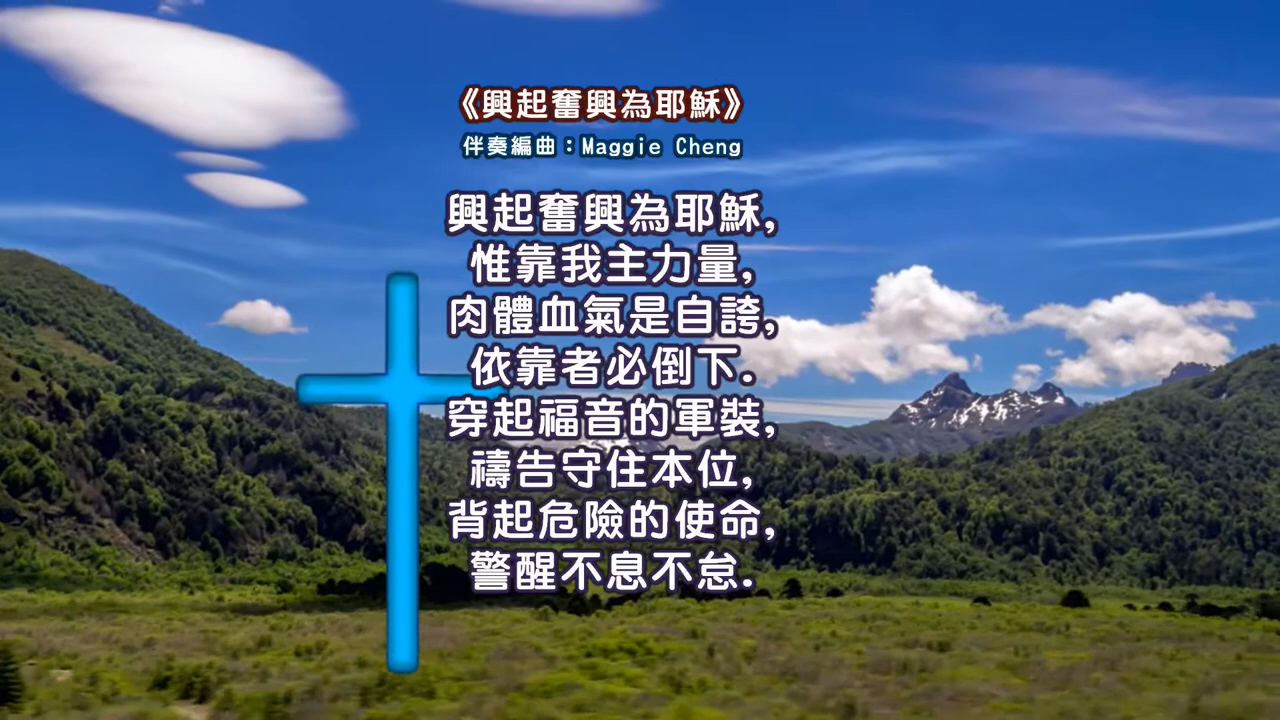 《興起奮興為耶穌》
伴奏編曲：Maggie Cheng
興起奮興為耶穌,
惟靠我主力量,
肉體血氣是自誇,
依靠者必倒下.
穿起福音的軍裝,
禱告守住本位,
背起危險的使命,
警醒不息不怠.